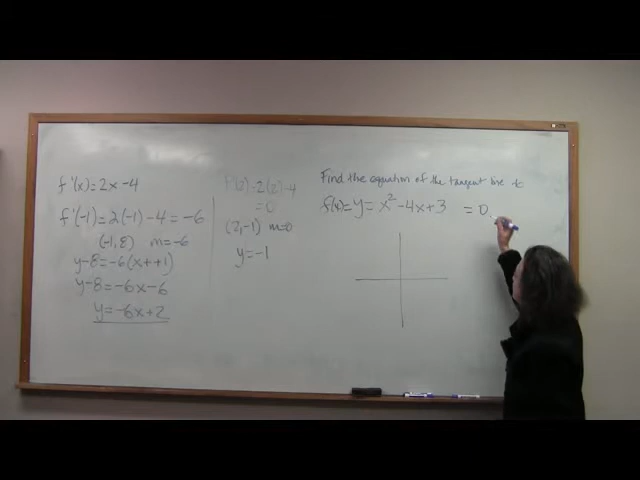 f'(x)=2x-4
f'(-1)=2(-1)-4=-6
(-1,8) m=-6
y-8=-6(x++1)
y-8=-6x-6
y=-6x+2
f'(2)=2(2)-4
=0
(2,-1) m=0
y=-1
Find the equation of the tangent line to
f(x)=y=x²-4x+3 =0